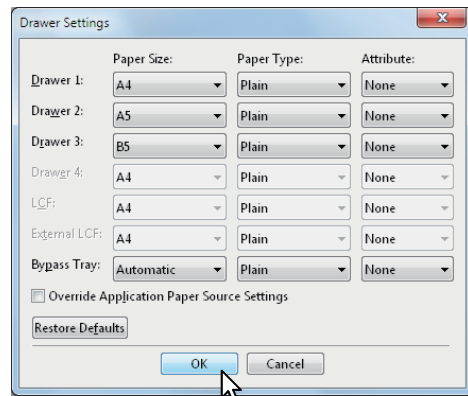 Drawer Settings
Paper Size: Paper Type: Attribute:
Drawer 1: A4 Plain None
Drawer 2: A5 Plain None
Drawer 3: B5 Plain None
Drawer 4: A4 Plain None
LCF: A4 Plain None
External LCF: A4 Plain None
Bypass Tray: Automatic Plain None
Override Application Paper Source Settings
Restore Defaults
OK Cancel